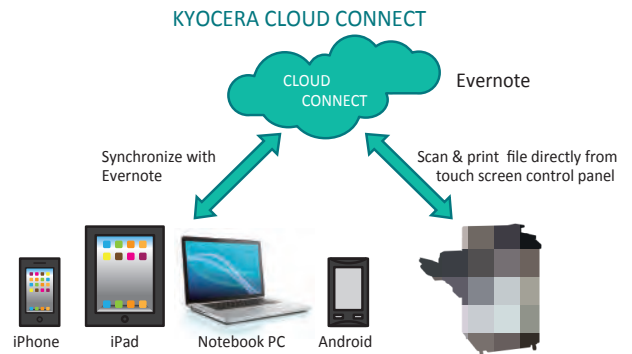 KYOCERA CLOUD CONNECT
CLOUD
CONNECT
Evernote
Synchronize with
Evernote
Scan & print file directly from
touch screen control panel
iPhone
iPad
Notebook PC
Android